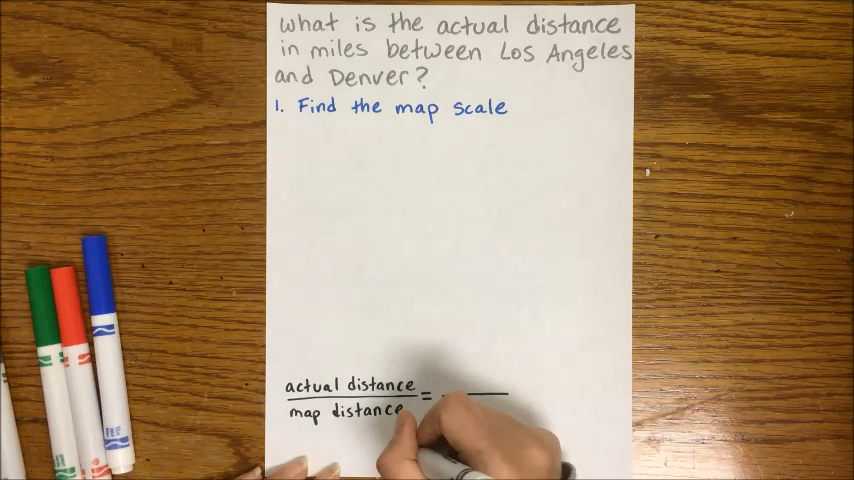 What is the actual distance
in miles between Los Angeles
and Denver?
1. Find the map scale
actual distance
=
map distance